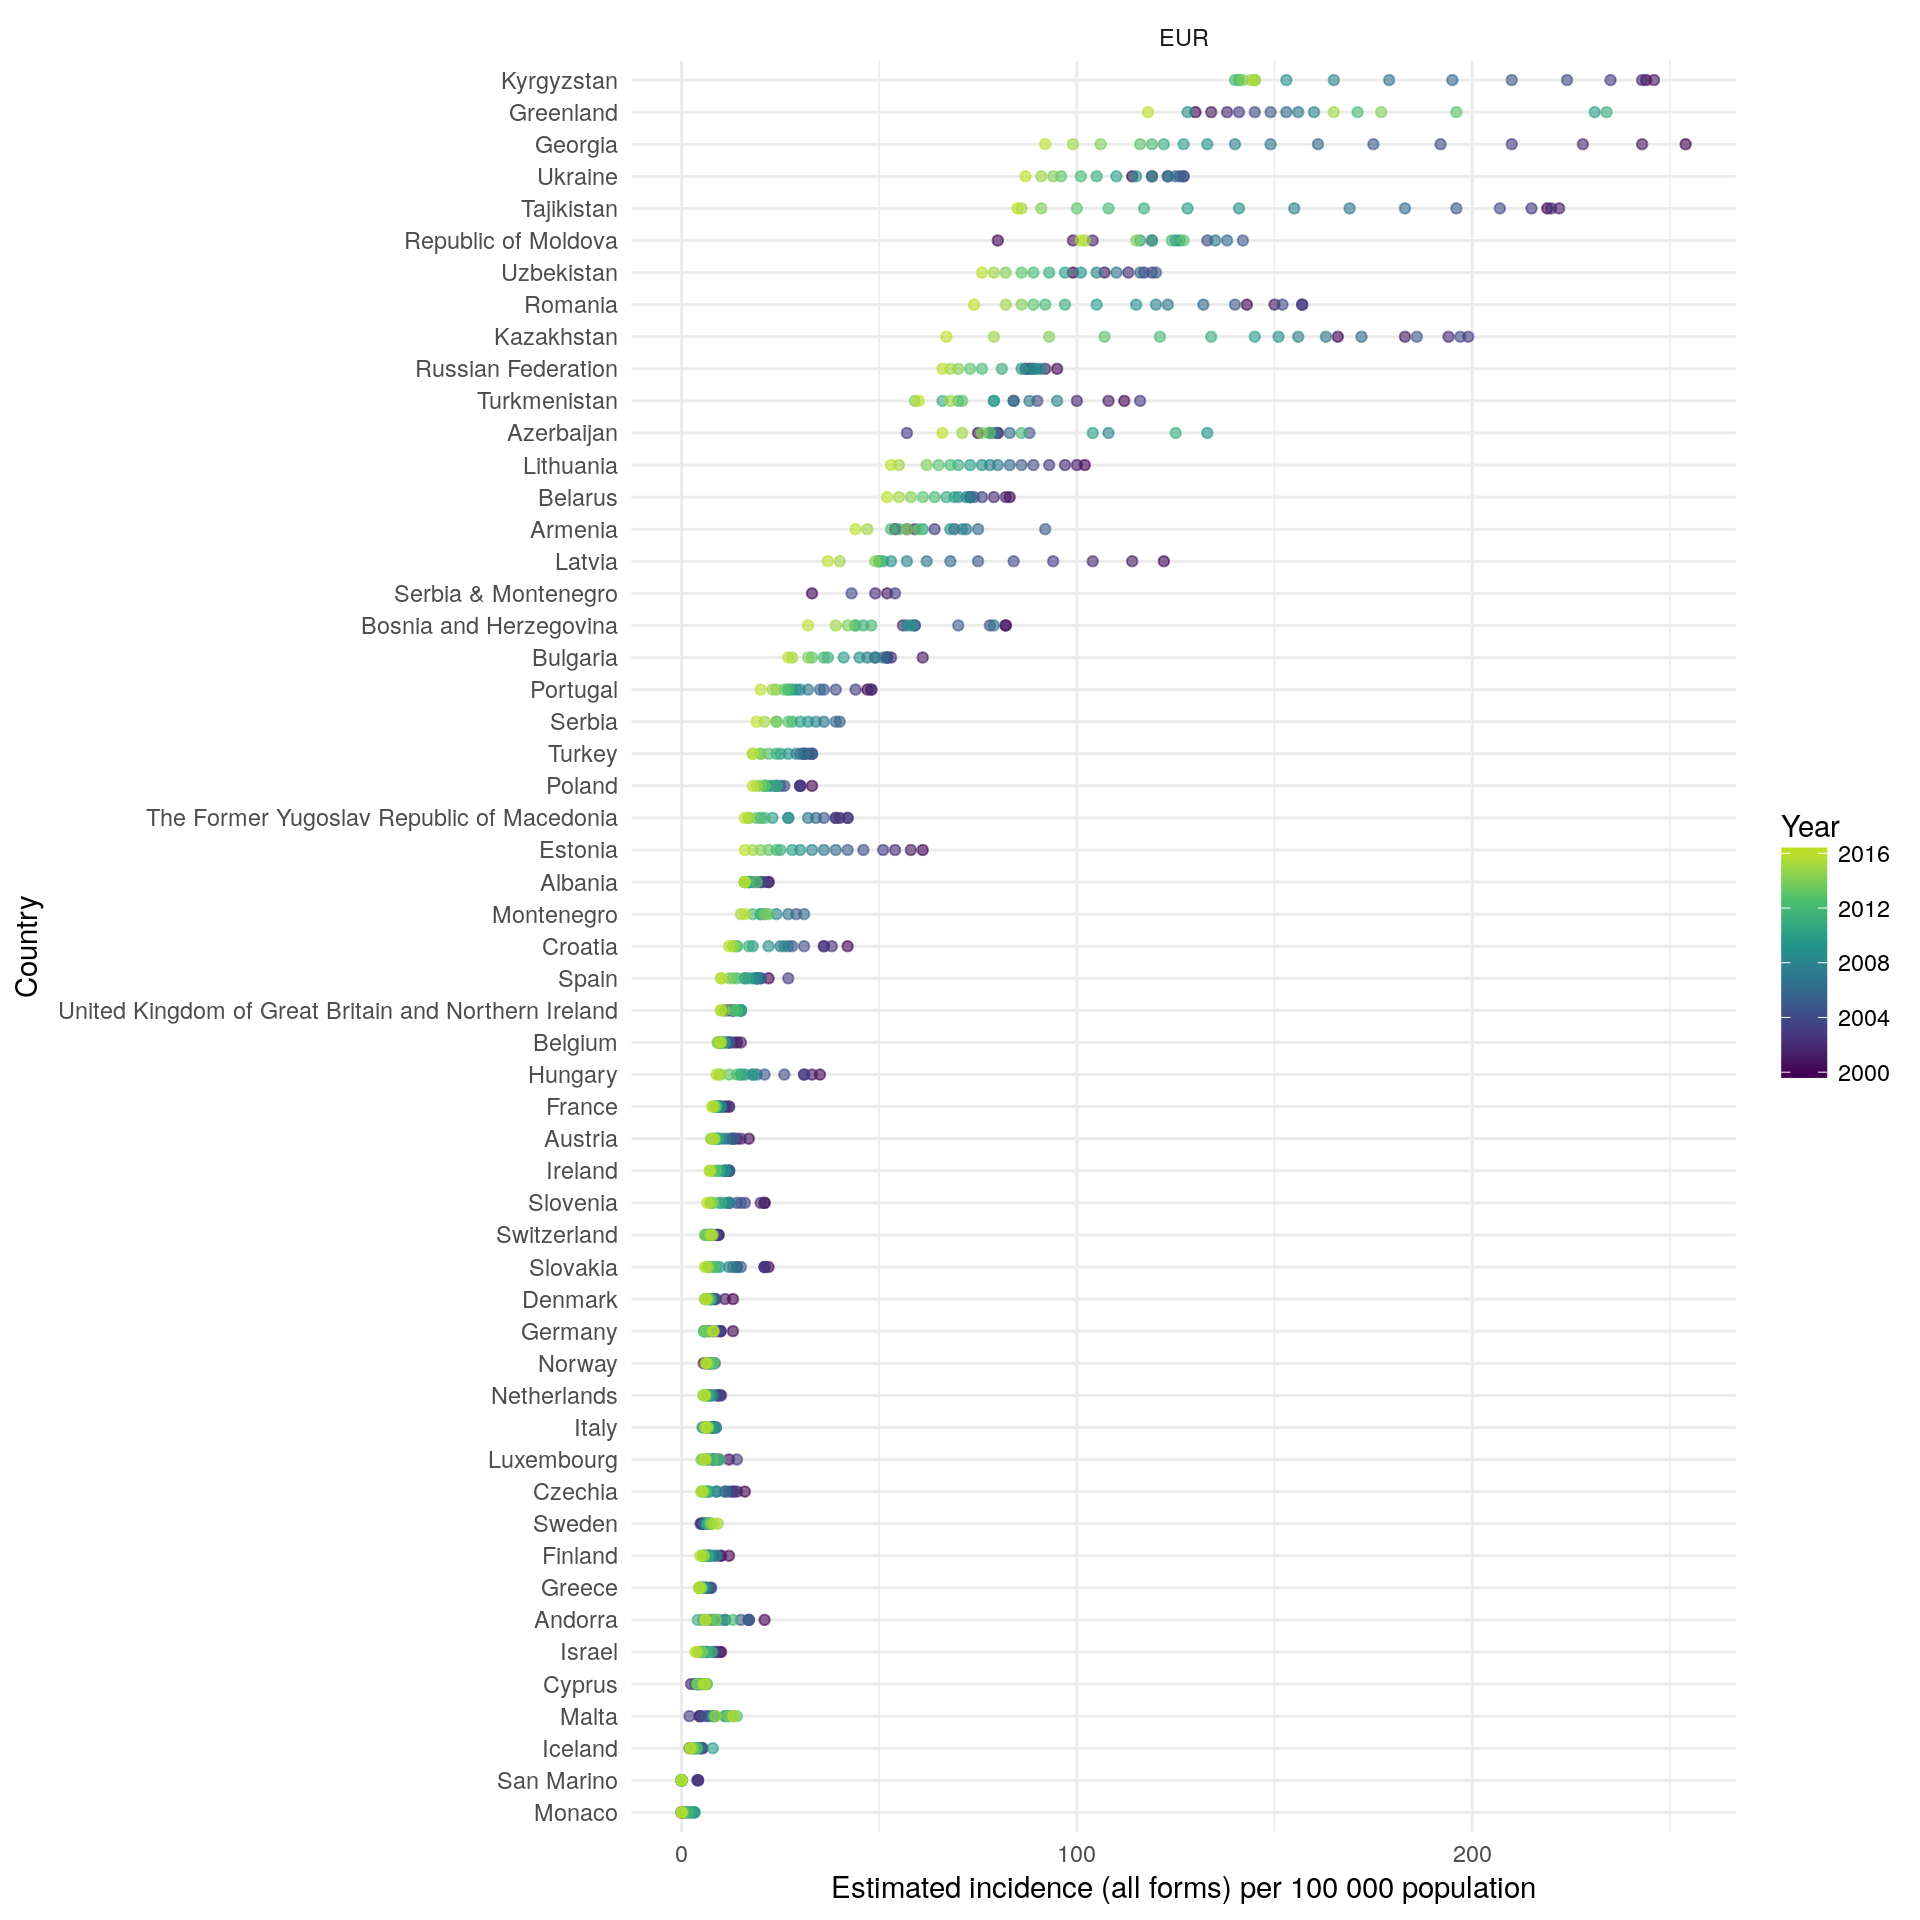 EUR
Kyrgyzstan
Greenland
Georgia
Ukraine
Tajikistan
Republic of Moldova
Uzbekistan
Romania
Kazakhstan
Russian Federation
Turkmenistan
Azerbaijan
Lithuania
Belarus
Armenia
Latvia
Serbia & Montenegro
Bosnia and Herzegovina
Bulgaria
Portugal
Serbia
Turkey
Poland
The Former Yugoslav Republic of Macedonia
Estonia
Albania
Montenegro
Croatia
Spain
United Kingdom of Great Britain and Northern Ireland
Belgium
Hungary
France
Austria
Ireland
Slovenia
Switzerland
Slovakia
Denmark
Germany
Norway
Netherlands
Italy
Luxembourg
Czechia
Sweden
Finland
Greece
Andorra
Israel
Cyprus
Malta
Iceland
San Marino
Monaco
Country
0 100 200
Estimated incidence (all forms) per 100 000 population
Year
2016
2012
2008
2004
2000